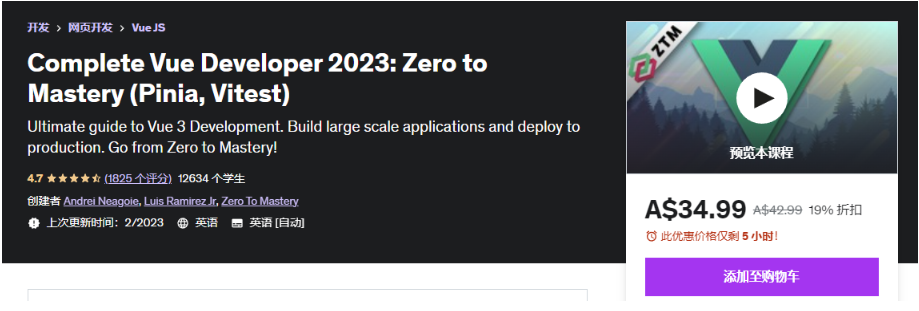 开发 > 网页开发 > Vue JS
Complete Vue Developer 2023: Zero to
Mastery (Pinia, Vitest)
Ultimate guide to Vue 3 Development. Build large scale applications and deploy to
production. Go from Zero to Mastery!
4.7 (1825 个评分) 12634 个学生
创建者 Andrei Neagoie, Luis Ramirez Jr, Zero To Mastery
上次更新时间： 2/2023 英语 英语 [自动]
ZTM
预览本课程
A$34.99 A$42.99 19% 折扣
此优惠价格仅剩 5 小时！
添加至购物车